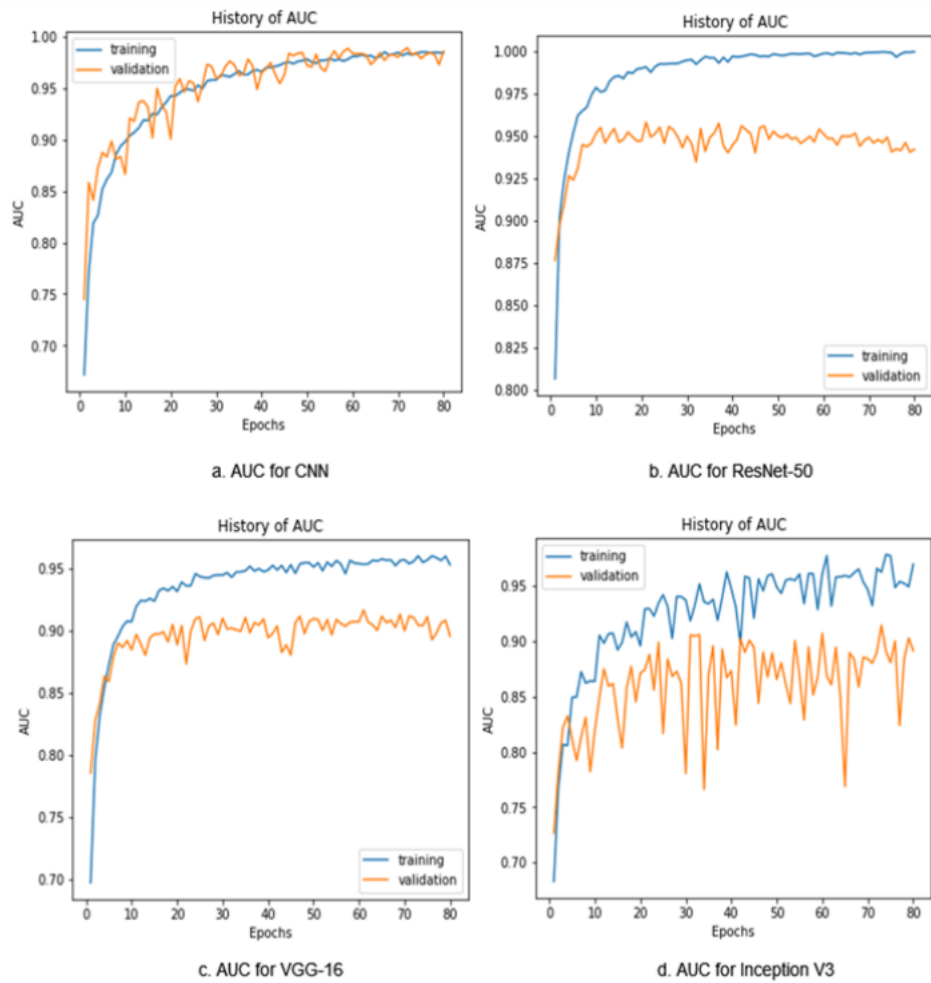 History of AUC
training
validation
1.00
0.95
0.90
0.85
0.80
0.75
0.70
AUC
0 10 20 30 40 50 60 70 80
Epochs
a. AUC for CNN
History of AUC
1.000
0.975
0.950
0.925
0.900
0.875
0.850
0.825
0.800
AUC
training
validation
0 10 20 30 40 50 60 70 80
Epochs
b. AUC for ResNet-50
History of AUC
0.95
0.90
0.85
0.80
0.75
0.70
AUC
training
validation
0 10 20 30 40 50 60 70 80
Epochs
c. AUC for VGG-16
History of AUC
training
validation
0.95
0.90
0.85
0.80
0.75
0.70
AUC
0 10 20 30 40 50 60 70 80
Epochs
d. AUC for Inception V3